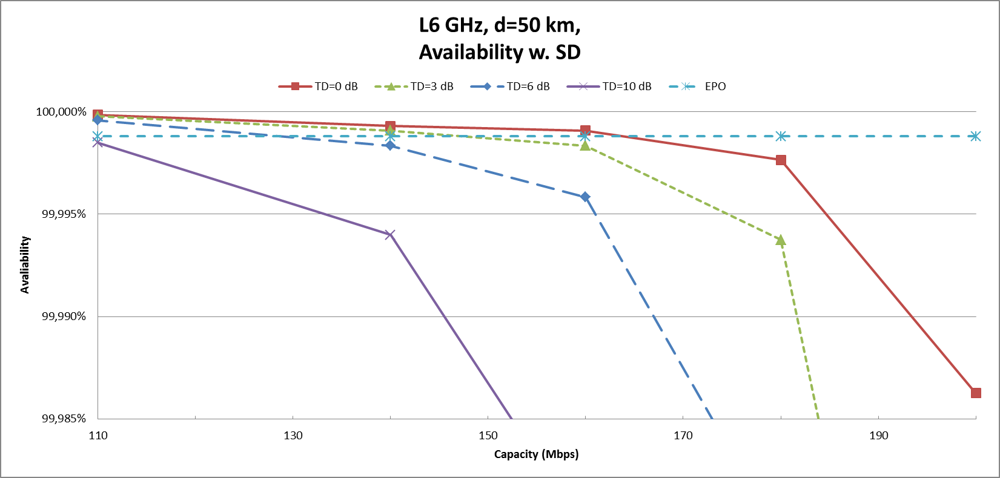 L6 GHz, d=50 km,
Availability w. SD
TD=0 dB TD=3 dB TD=6 dB TD=10 dB EPO
100,000%
99,995%
99,990%
99,985%
Avaliability
110 130 150 170 190
Capacity (Mbps)